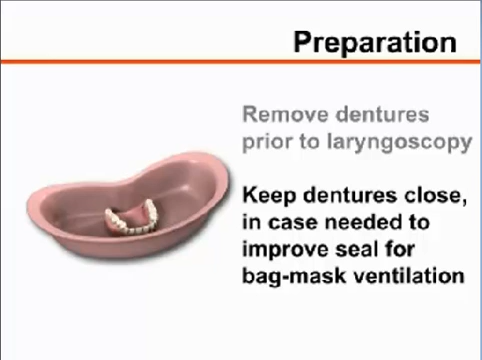 Preparation
Remove dentures
prior to laryngoscopy
Keep dentures close,
in case needed to
improve seal for
bag-mask ventilation